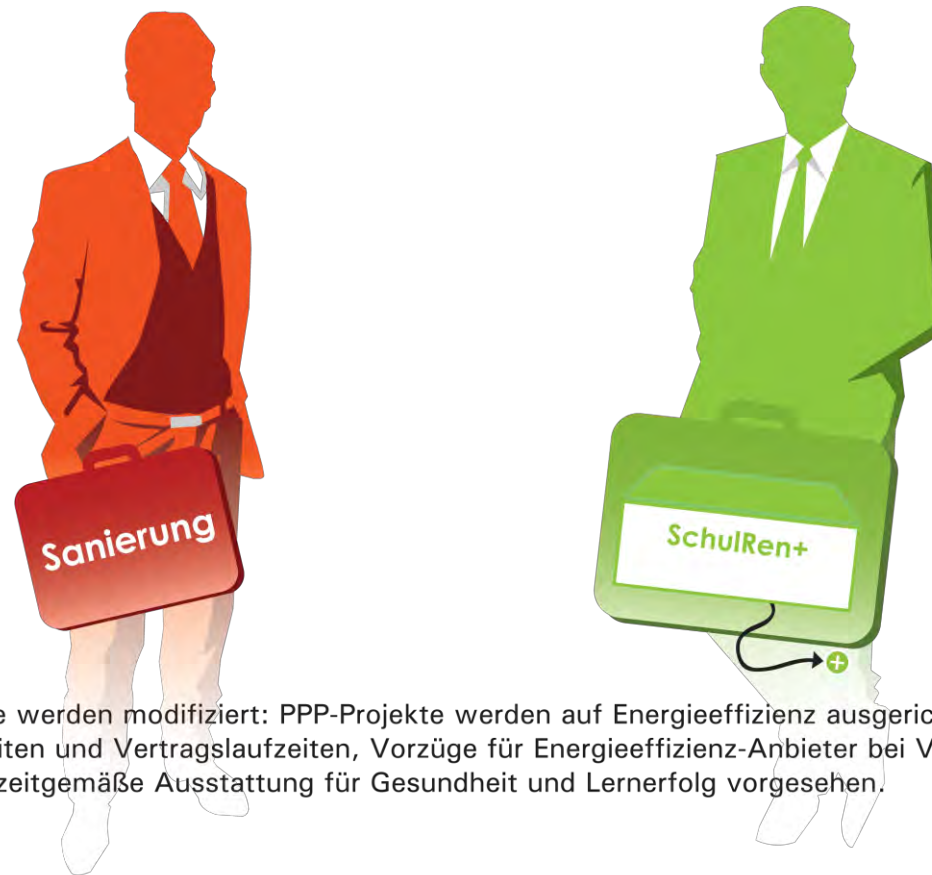 Sanierung
SchulRen+
e werden modifiziert: PPP-Projekte werden auf Energieeffizienz ausgeric
iten und Vertragslaufzeiten, Vorzüge für Energieeffizienz-Anbieter bei V
zeitgemäße Ausstattung für Gesundheit und Lernerfolg vorgesehen.